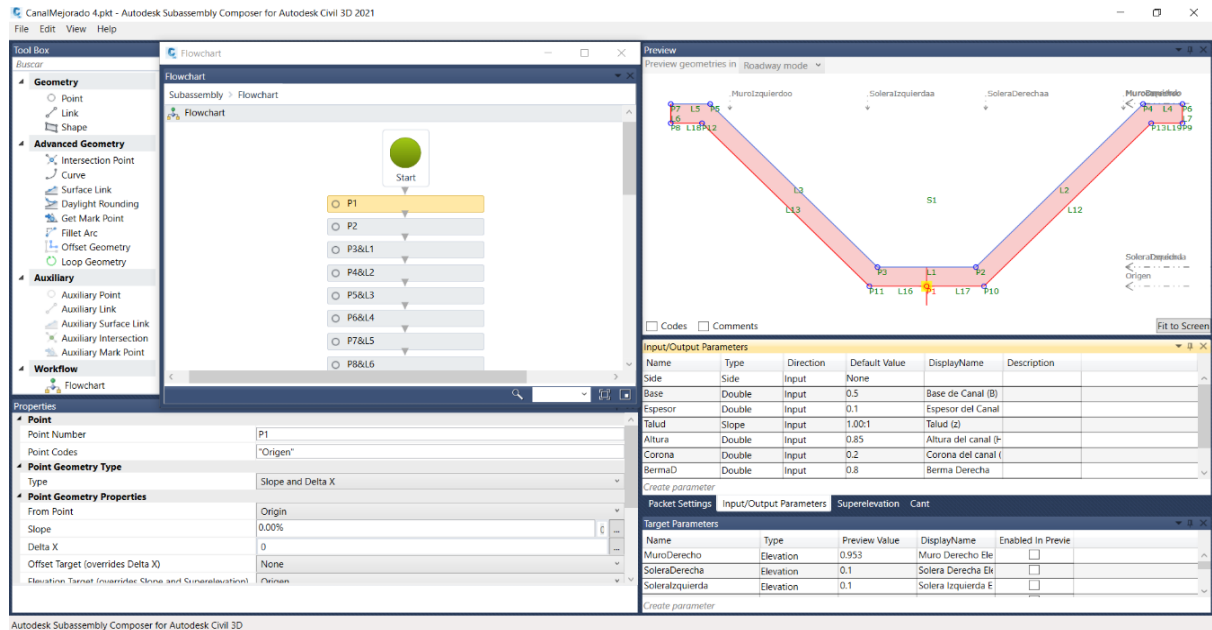 CanalMejorado 4.pkt - Autodesk Subassembly Composer for Autodesk Civil 3D 2021
File Edit View Help
Tool Box
Buscar
Geometry
Point
Link
Shape
Advanced Geometry
Intersection Point
Curve
Surface Link
Daylight Rounding
Get Mark Point
Fillet Arc
Offset Geometry
Loop Geometry
Auxiliary
Auxiliary Point
Auxiliary Link
Auxiliary Surface Link
Auxiliary Intersection
Auxiliary Mark Point
Workflow
Flowchart
Flowchart
Flowchart
Subassembly > Flowchart
Flowchart
Start
P1
P2
P3&L1
P4&L2
P5&L3
P6&L4
P7&L5
P8&L6
Preview
Preview geometries in Roadway mode
MuroIzquierdoo .SoleraIzquierdaa .SoleraDerechaa
P7 L5 P5 P4 L4 P6
L6 L7
P8 L18 P12 P13 L19 P9
L3 L2
S1
L13 L12
Origen
P3 L1 P2
P11 L16 P1 L17 P10
Codes Comments Fit to Screen
Input/Output Parameters
Name Type Direction Default Value DisplayName Description
Side Side Input None
Base Double Input 0.5 Base de Canal (B)
Espesor Double Input 0.1 Espesor del Canal
Talud Slope Input 1.00:1 Talud (z)
Altura Double Input 0.85 Altura del canal (H
Corona Double Input 0.2 Corona del canal (
BermaD Double Input 0.8 Berma Derecha
Create parameter
Packet Settings Input/Output Parameters Superelevation Cant
Target Parameters
Name Type Preview Value DisplayName Enabled In Previe
MuroDerecho Elevation 0.953 Muro Derecho Ele
SoleraDerecha Elevation 0.1 Solera Derecha Ele
SoleraIzquierda Elevation 0.1 Solera Izquierda E
Create parameter
Properties
Point
Point Number P1
Point Codes "Origen"
Point Geometry Type
Type Slope and Delta X
Point Geometry Properties
From Point Origin
Slope 0.00% ...
Delta X 0 ...
Offset Target (overrides Delta X) None
Elevation Target (overrides Slope and Superelevation) Origen
Autodesk Subassembly Composer for Autodesk Civil 3D